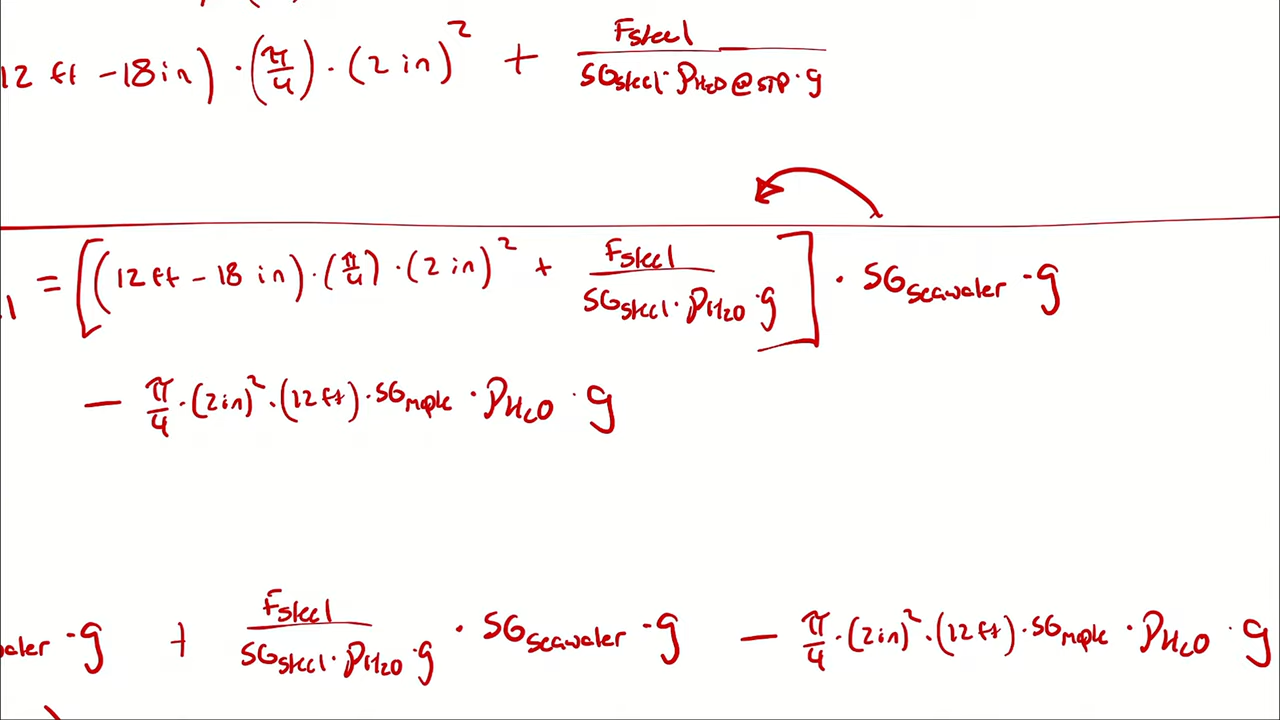 12 ft - 18 in) · (π/4) · (2 in)² + Fsteel / SGsteel · ρH₂O@STP · g
l = [(12 ft - 18 in) · (π/4) · (2 in)² + Fsteel / SGsteel · ρH₂O · g] · SGseawater · g
- π/4 · (2 in)² · (12 ft) · SGmaple · ρH₂O · g
water · g + Fsteel / SGsteel · ρH₂O · g · SGseawater · g - π/4 · (2 in)² · (12 ft) · SGmaple · ρH₂O · g